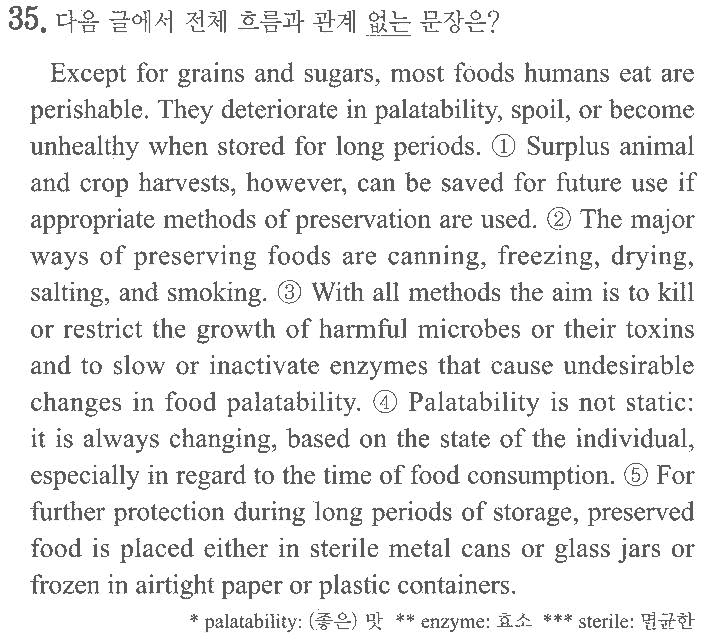 35. 다음 글에서 전체 흐름과 관계 없는 문장은?
Except for grains and sugars, most foods humans eat are
perishable. They deteriorate in palatability, spoil, or become
unhealthy when stored for long periods. ① Surplus animal
and crop harvests, however, can be saved for future use if
appropriate methods of preservation are used. ② The major
ways of preserving foods are canning, freezing, drying,
salting, and smoking. ③ With all methods the aim is to kill
or restrict the growth of harmful microbes or their toxins
and to slow or inactivate enzymes that cause undesirable
changes in food palatability. ④ Palatability is not static:
it is always changing, based on the state of the individual,
especially in regard to the time of food consumption. ⑤ For
further protection during long periods of storage, preserved
food is placed either in sterile metal cans or glass jars or
frozen in airtight paper or plastic containers.
* palatability: (좋은) 맛 ** enzyme: 효소 *** sterile: 멸균한